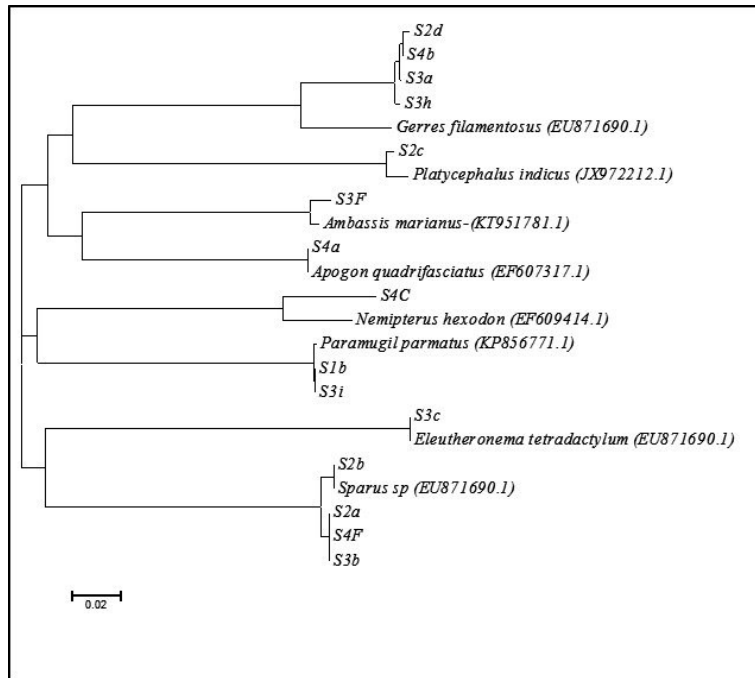 S2d
S4b
S3a
S3h
Gerres filamentosus (EU871690.1)
S2c
Platycephalus indicus (JX972212.1)
S3F
Ambassis marianus-(KT951781.1)
S4a
Apogon quadrifasciatus (EF607317.1)
S4C
Nemipterus hexodon (EF609414.1)
Paramugil parmatus (KP856771.1)
S1b
S3i
S3c
Eleutheronema tetradactylum (EU871690.1)
S2b
Sparus sp (EU871690.1)
S2a
S4F
S3b
0.02